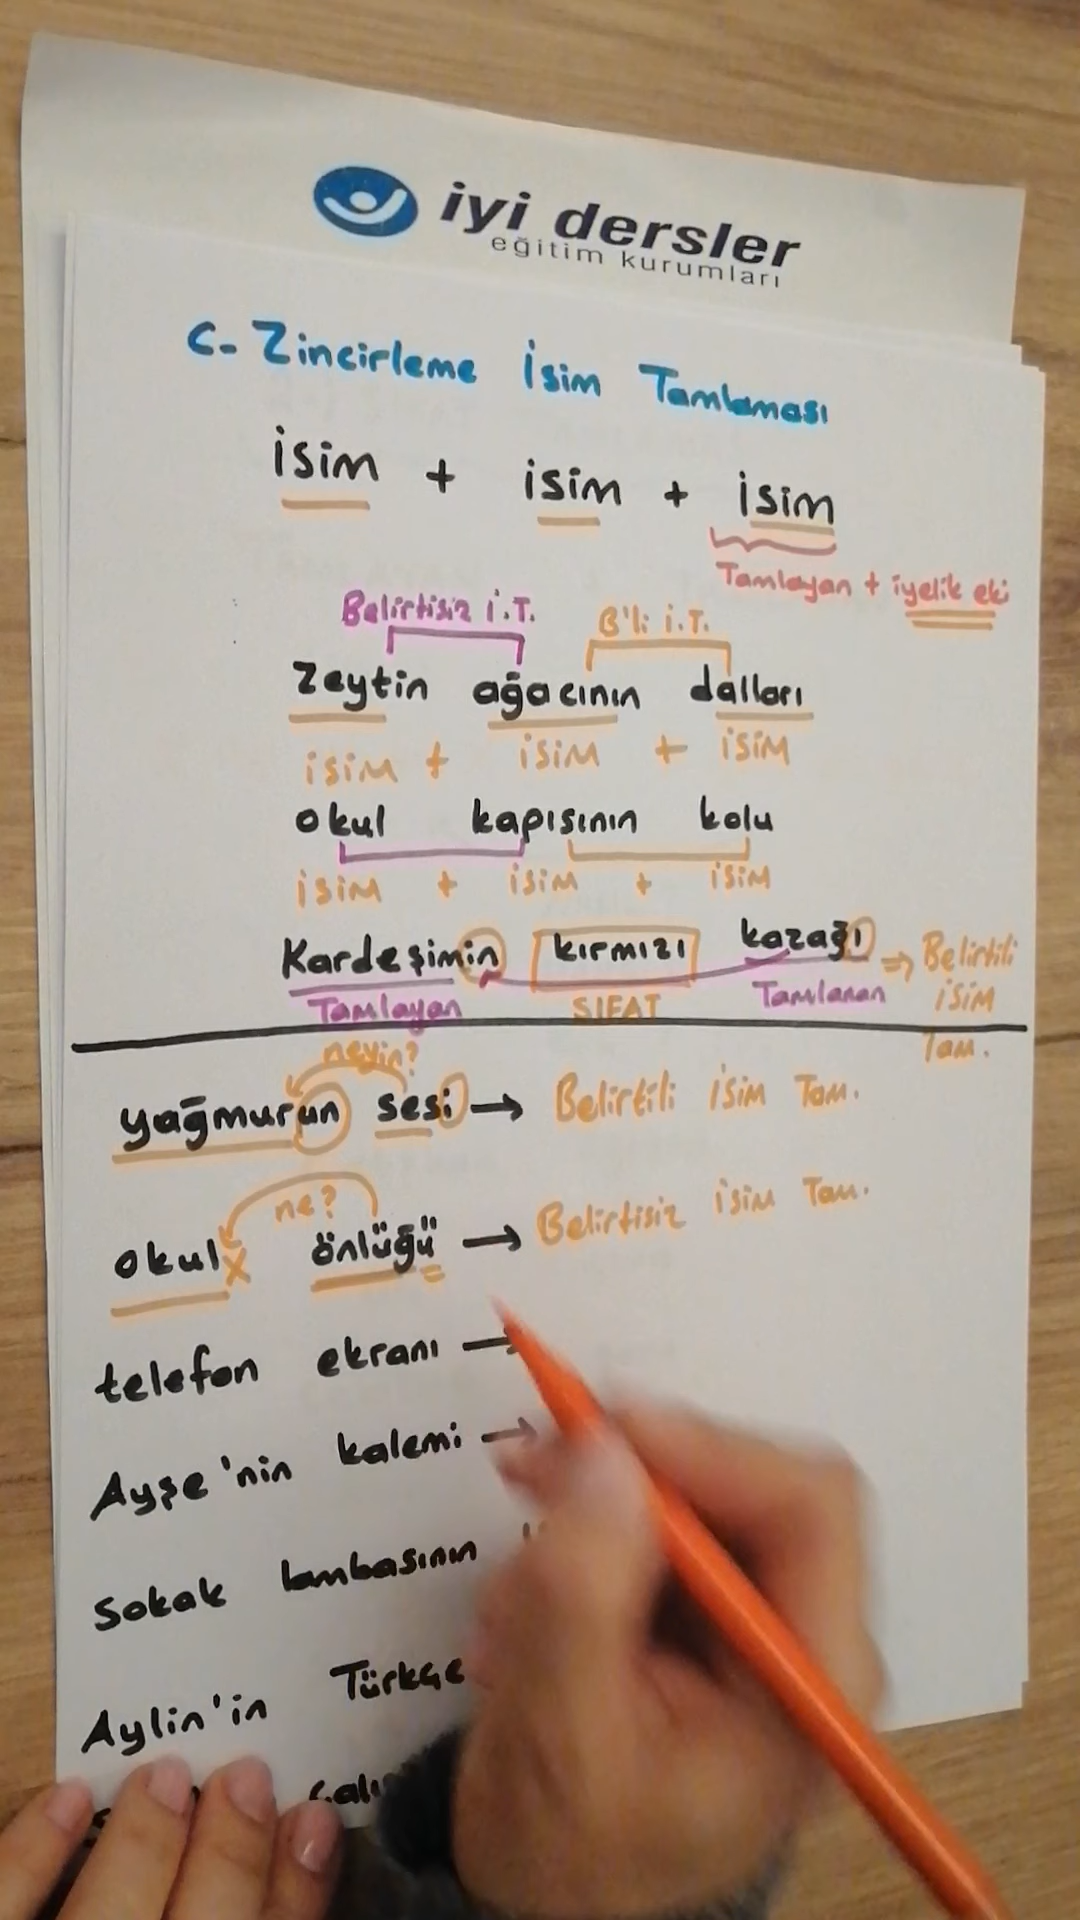 iyi dersler
eğitim kurumları
C- Zincirleme İsim Tamlaması
isim + isim + isim
Tamlayan + iyelik eki
Belirtisiz İ.T. B'li İ.T.
Zeytin ağacının dalları
isim + isim + isim
okul kapısının kolu
isim + isim + isim
Kardeşimin kırmızı kazağı => Belirtili isim Tam.
Tamlayan SIFAT Tamlanan
neyin?
yağmurun sesi → Belirtili İsim Tam.
ne?
okul x önlüğü → Belirtisiz isim Tam.
telefon ekranı →
Ayşe'nin kalemi →
Sokak lambasının
Aylin'in Türkçe